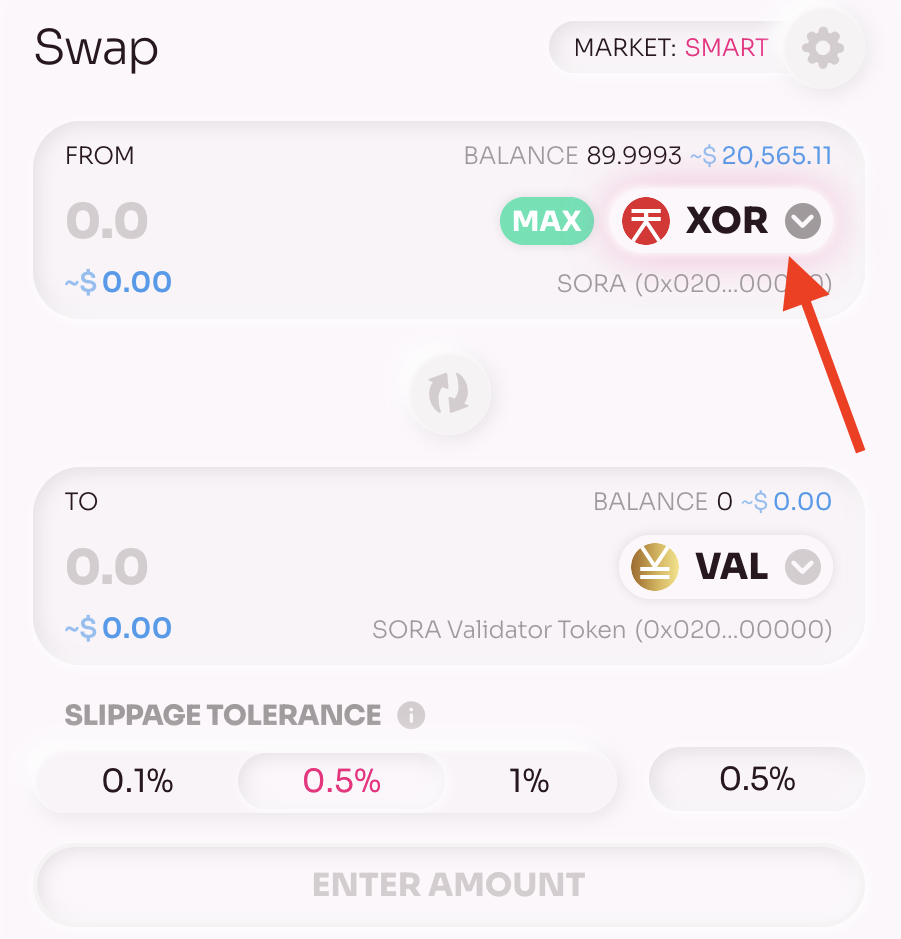 Swap
MARKET: SMART
FROM
BALANCE 89.9993 ~$ 20,565.11
0.0
MAX
XOR
~$ 0.00
SORA (0x020...000
TO
BALANCE 0 ~$ 0.00
0.0
VAL
~$ 0.00
SORA Validator Token (0x020...00000)
SLIPPAGE TOLERANCE
0.1%
0.5%
1%
0.5%
ENTER AMOUNT